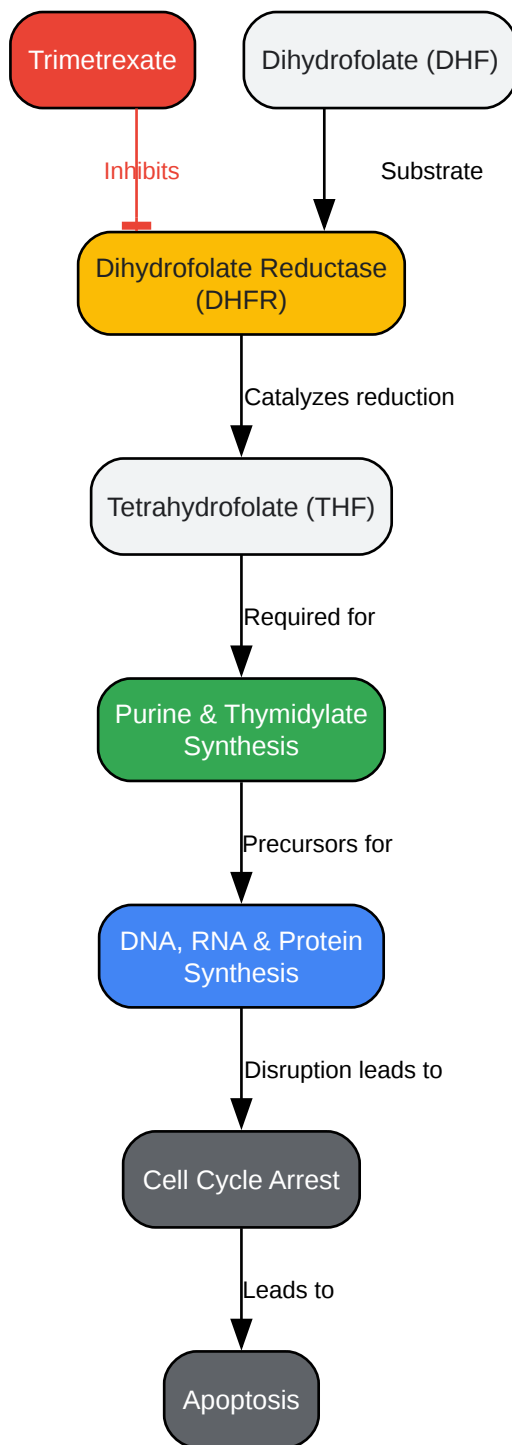 Trimetrexate
Dihydrofolate (DHF)
Inhibits
Substrate
Dihydrofolate Reductase
(DHFR)
Catalyzes reduction
Tetrahydrofolate (THF)
Required for
Purine & Thymidylate
Synthesis
Precursors for
DNA, RNA & Protein
Synthesis
Disruption leads to
Cell Cycle Arrest
Leads to
Apoptosis